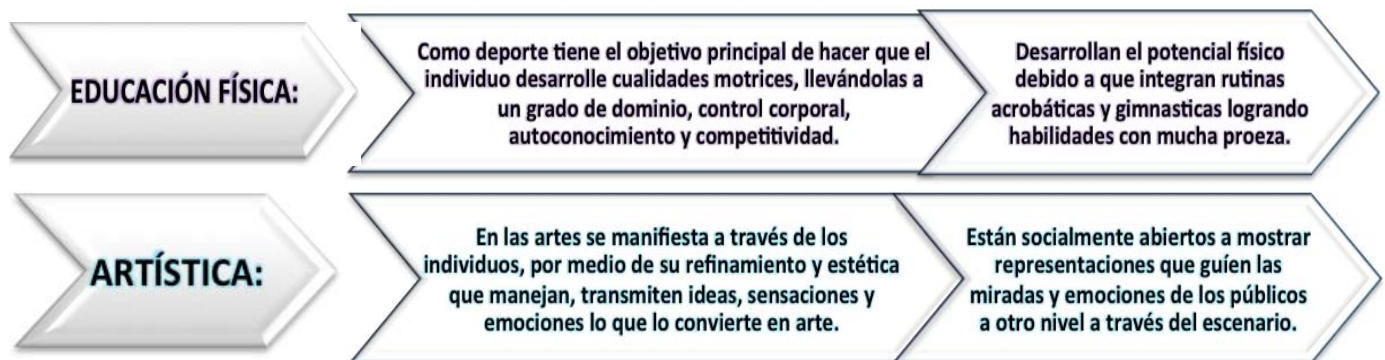 EDUCACIÓN FÍSICA:
Como deporte tiene el objetivo principal de hacer que el
individuo desarrolle cualidades motrices, llevándolas a
un grado de dominio, control corporal,
autoconocimiento y competitividad.
Desarrollan el potencial físico
debido a que integran rutinas
acrobáticas y gimnasticas logrando
habilidades con mucha proeza.
ARTÍSTICA:
En las artes se manifiesta a través de los
individuos, por medio de su refinamiento y estética
que manejan, transmiten ideas, sensaciones y
emociones lo que lo convierte en arte.
Están socialmente abiertos a mostrar
representaciones que guíen las
miradas y emociones de los públicos
a otro nivel a través del escenario.